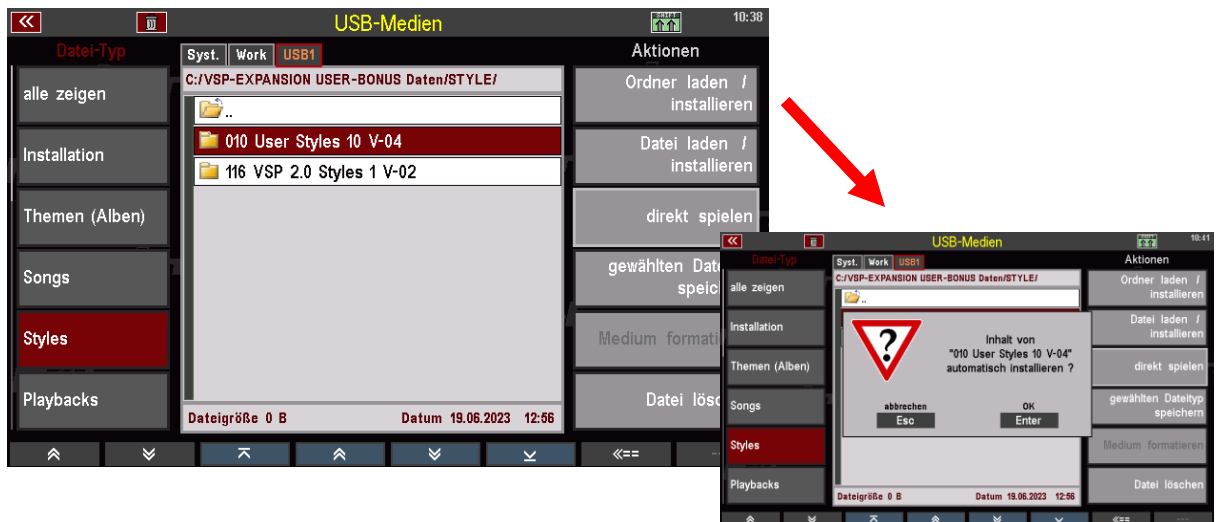 USB-Medien
SHIFT
10:38
Datei-Typ
Syst. Work USB1
Aktionen
C:/VSP-EXPANSION USER-BONUS Daten/STYLE/
alle zeigen
Installation
Themen (Alben)
Songs
Styles
Playbacks
..
010 User Styles 10 V-04
116 VSP 2.0 Styles 1 V-02
Dateigröße 0 B
Datum 19.06.2023 12:56
Ordner laden /
installieren
Datei laden /
installieren
direkt spielen
gewählten Dat
speic
Medium formati
Datei lösc
«==
USB-Medien
SHIFT
10:41
Datei-Typ
Syst. Work USB1
Aktionen
C:/VSP-EXPANSION USER-BONUS Daten/STYLE/
alle zeigen
Installation
Themen (Alben)
Songs
Styles
Playbacks
..
?
Inhalt von
"010 User Styles 10 V-04"
automatisch installieren ?
abbrechen
Esc
OK
Enter
Dateigröße 0 B
Datum 19.06.2023 12:56
Ordner laden /
installieren
Datei laden /
installieren
direkt spielen
gewählten Dateityp
speichern
Medium formatieren
Datei löschen
«==